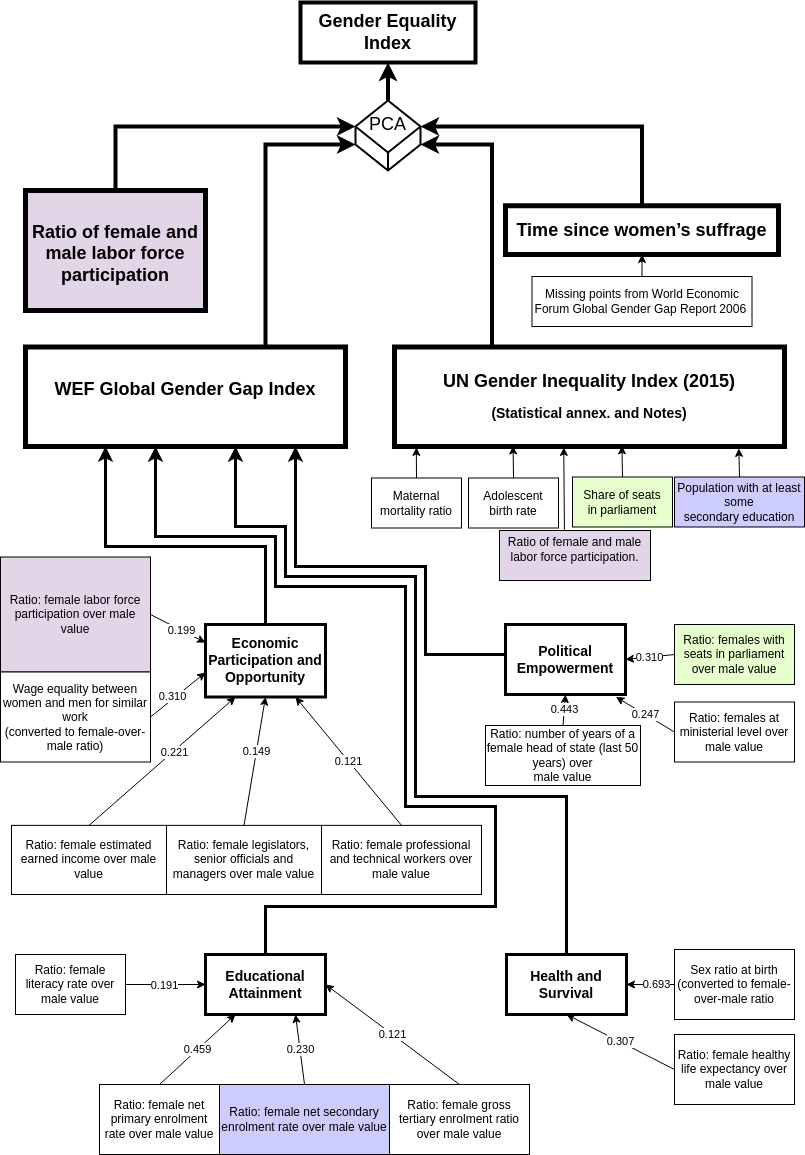 Gender Equality
Index
PCA
Ratio of female and
male labor force
participation
Time since women’s suffrage
Missing points from World Economic
Forum Global Gender Gap Report 2006
WEF Global Gender Gap Index
UN Gender Inequality Index (2015)
(Statistical annex. and Notes)
Maternal
mortality ratio
Adolescent
birth rate
Share of seats
in parliament
Population with at least
some
secondary education
Ratio of female and male
labor force participation.
Ratio: female labor force
participation over male
value
0.199
Wage equality between
women and men for similar
work
(converted to female-over-
male ratio)
0.310
Economic
Participation and
Opportunity
0.221
0.149
0.121
Ratio: female estimated
earned income over male
value
Ratio: female legislators,
senior officials and
managers over male value
Ratio: female professional
and technical workers over
male value
Political
Empowerment
0.310
Ratio: females with
seats in parliament
over male value
0.443
0.247
Ratio: number of years of a
female head of state (last 50
years) over
male value
Ratio: females at
ministerial level over
male value
Ratio: female
literacy rate over
male value
0.191
Educational
Attainment
0.459
0.230
0.121
Ratio: female net
primary enrolment
rate over male value
Ratio: female net secondary
enrolment rate over male value
Ratio: female gross
tertiary enrolment ratio
over male value
Health and
Survival
0.693
Sex ratio at birth
(converted to female-
over-male ratio
0.307
Ratio: female healthy
life expectancy over
male value